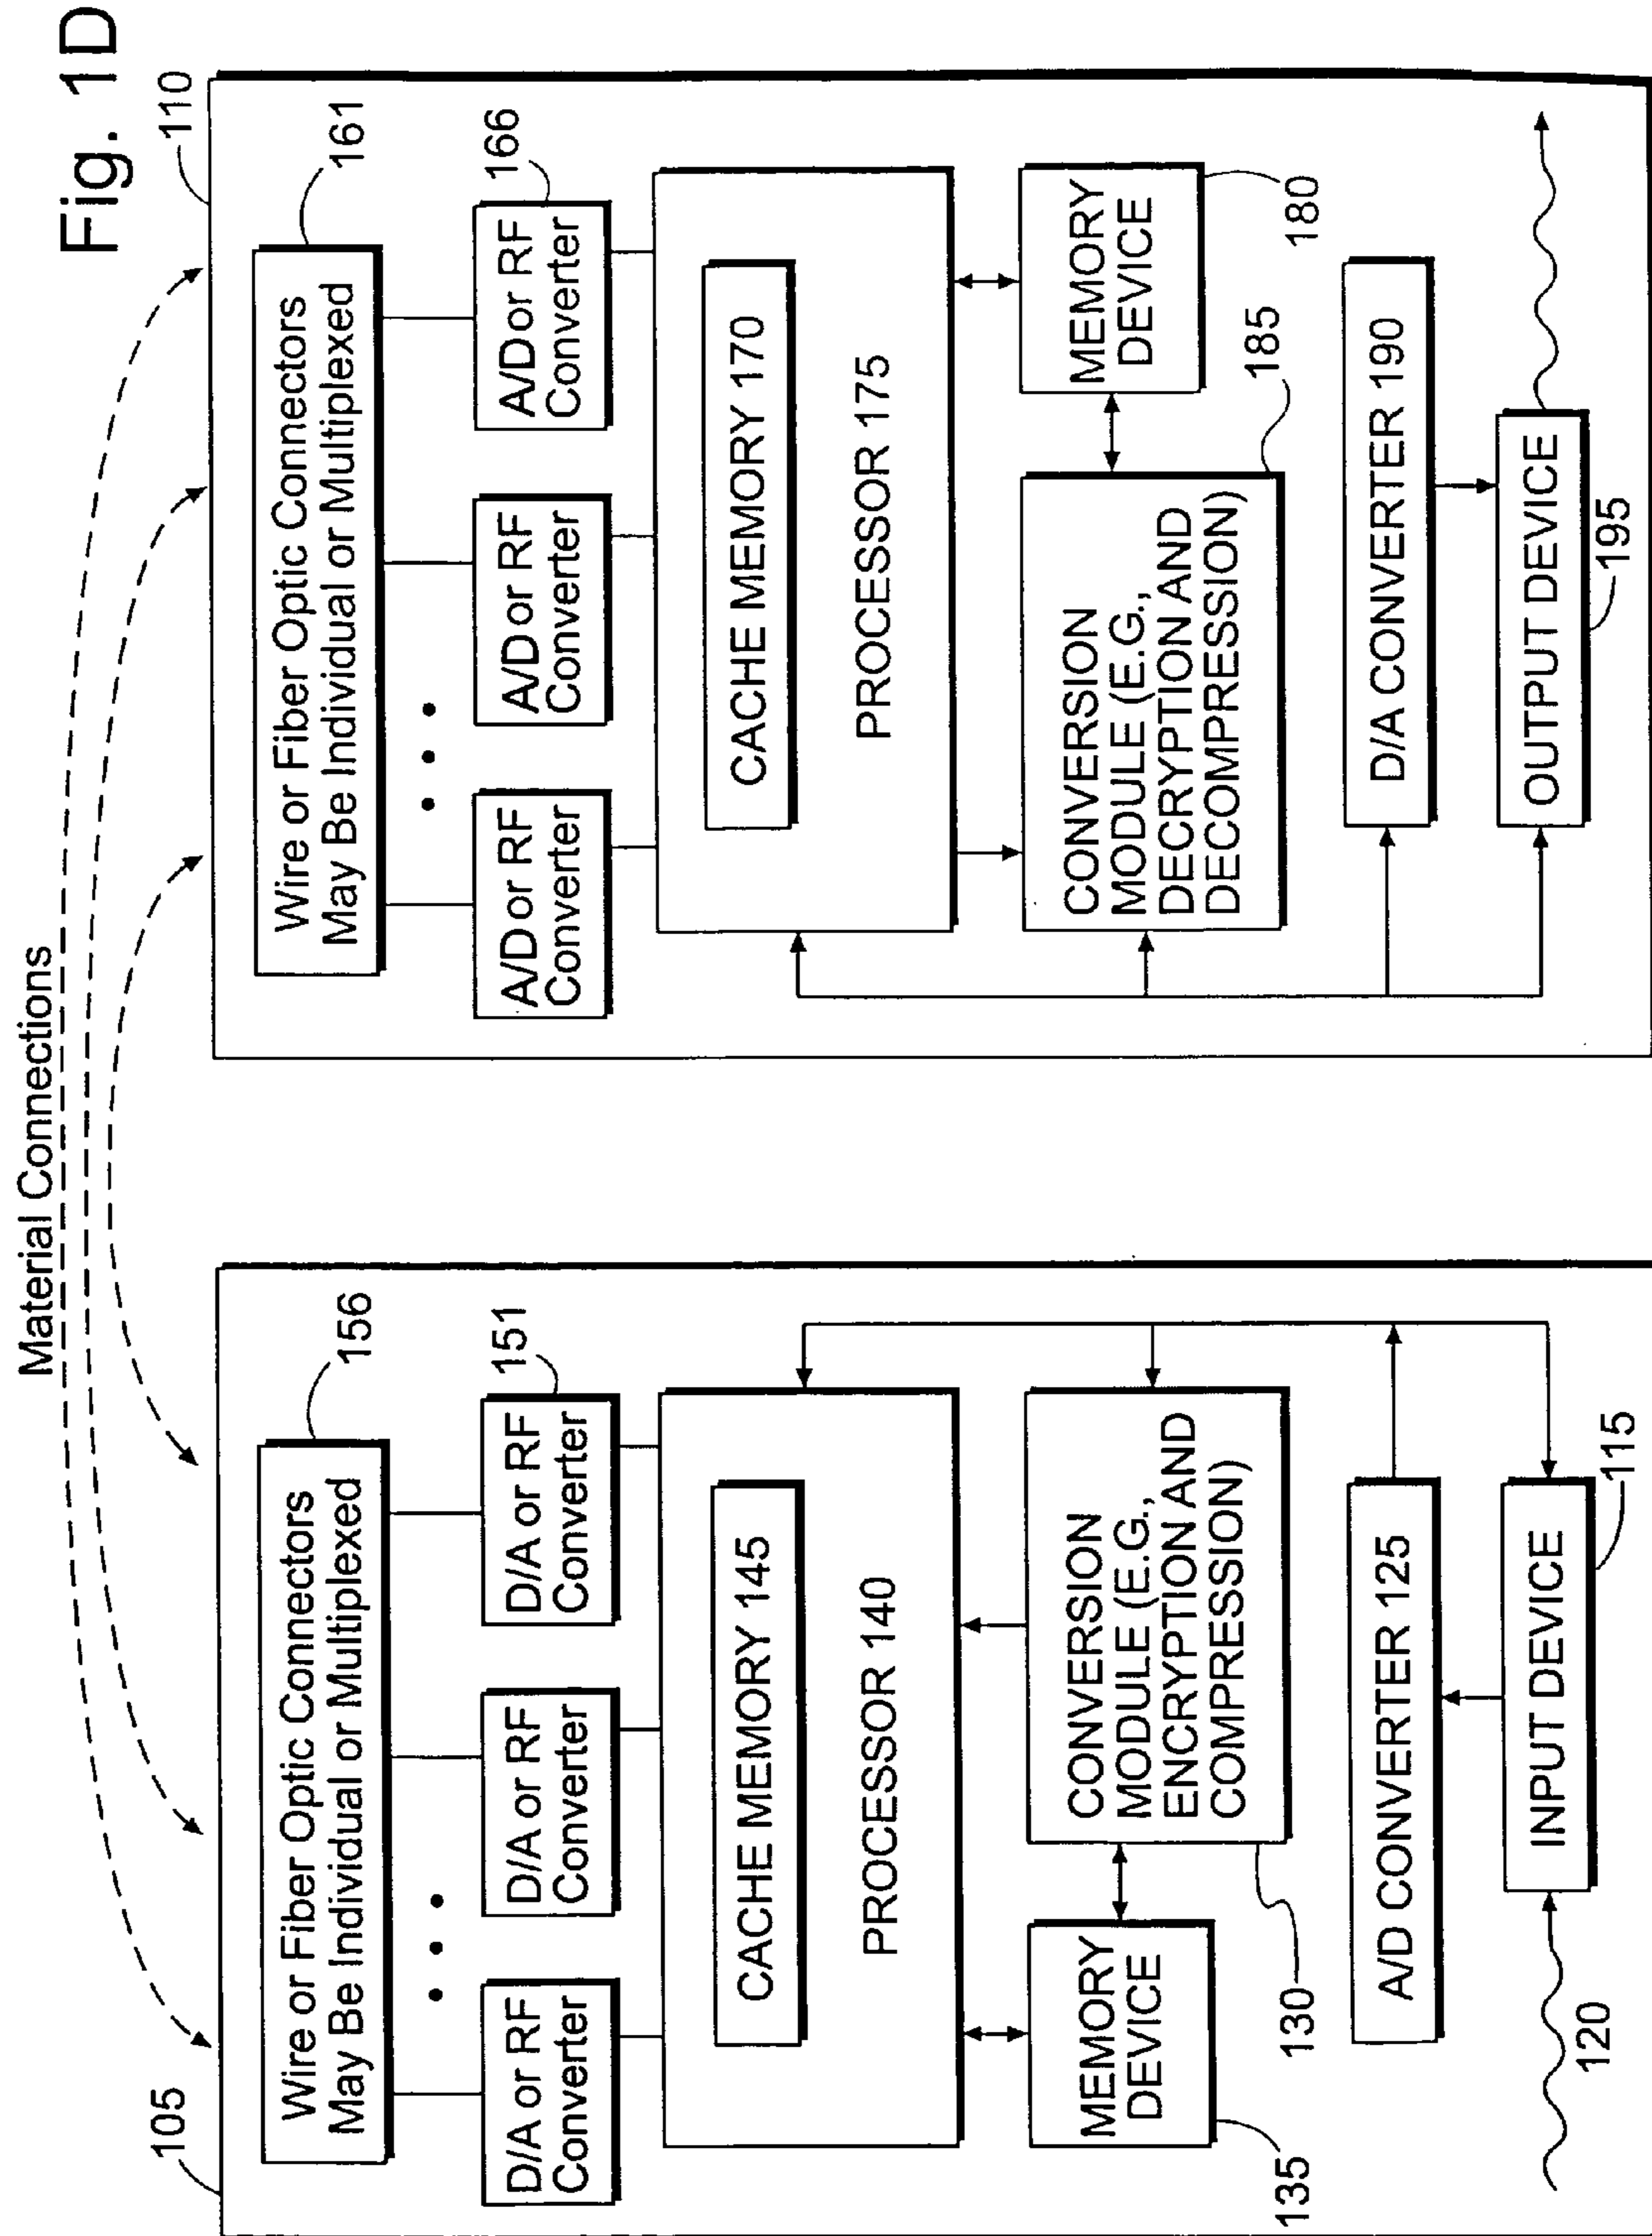 Fig. 1D
Material Connections
105
156
Wire or Fiber Optic Connectors
May Be Individual or Multiplexed
151
D/A or RF
Converter
D/A or RF
Converter
D/A or RF
Converter
CACHE MEMORY 145
PROCESSOR 140
MEMORY
DEVICE
135
CONVERSION
MODULE (E.G.,
ENCRYPTION AND
COMPRESSION)
130
A/D CONVERTER 125
INPUT DEVICE
115
120
110
161
Wire or Fiber Optic Connectors
May Be Individual or Multiplexed
166
A/D or RF
Converter
A/D or RF
Converter
A/D or RF
Converter
CACHE MEMORY 170
PROCESSOR 175
CONVERSION
MODULE (E.G.,
DECRYPTION AND
DECOMPRESSION)
185
MEMORY
DEVICE
180
D/A CONVERTER 190
OUTPUT DEVICE
195